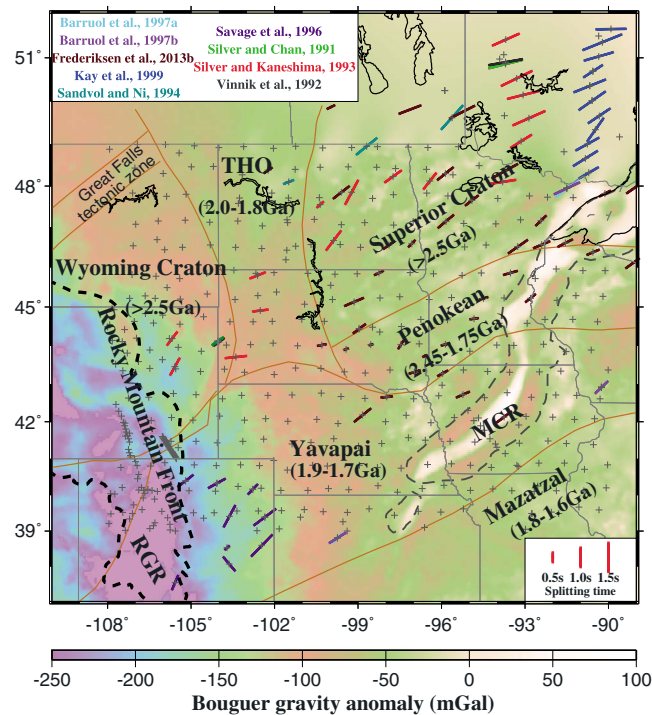 Barruol et al., 1997a
Barruol et al., 1997b
Frederiksen et al., 2013b
Kay et al., 1999
Sandvol and Ni, 1994
Savage et al., 1996
Silver and Chan, 1991
Silver and Kaneshima, 1993
Vinnik et al., 1992
51°
48°
45°
42°
39°
Great Falls
tectonic zone
THO
(2.0-1.8Ga)
Superior Craton
(>2.5Ga)
Wyoming Craton
(>2.5Ga)
Penokean
(2.45-1.75Ga)
Rocky Mountain Front
MCR
Yavapai
(1.9-1.7Ga)
Mazatzal
(1.8-1.6Ga)
RGR
0.5s 1.0s 1.5s
Splitting time
-108° -105° -102° -99° -96° -93° -90°
-250 -200 -150 -100 -50 0 50 100
Bouguer gravity anomaly (mGal)